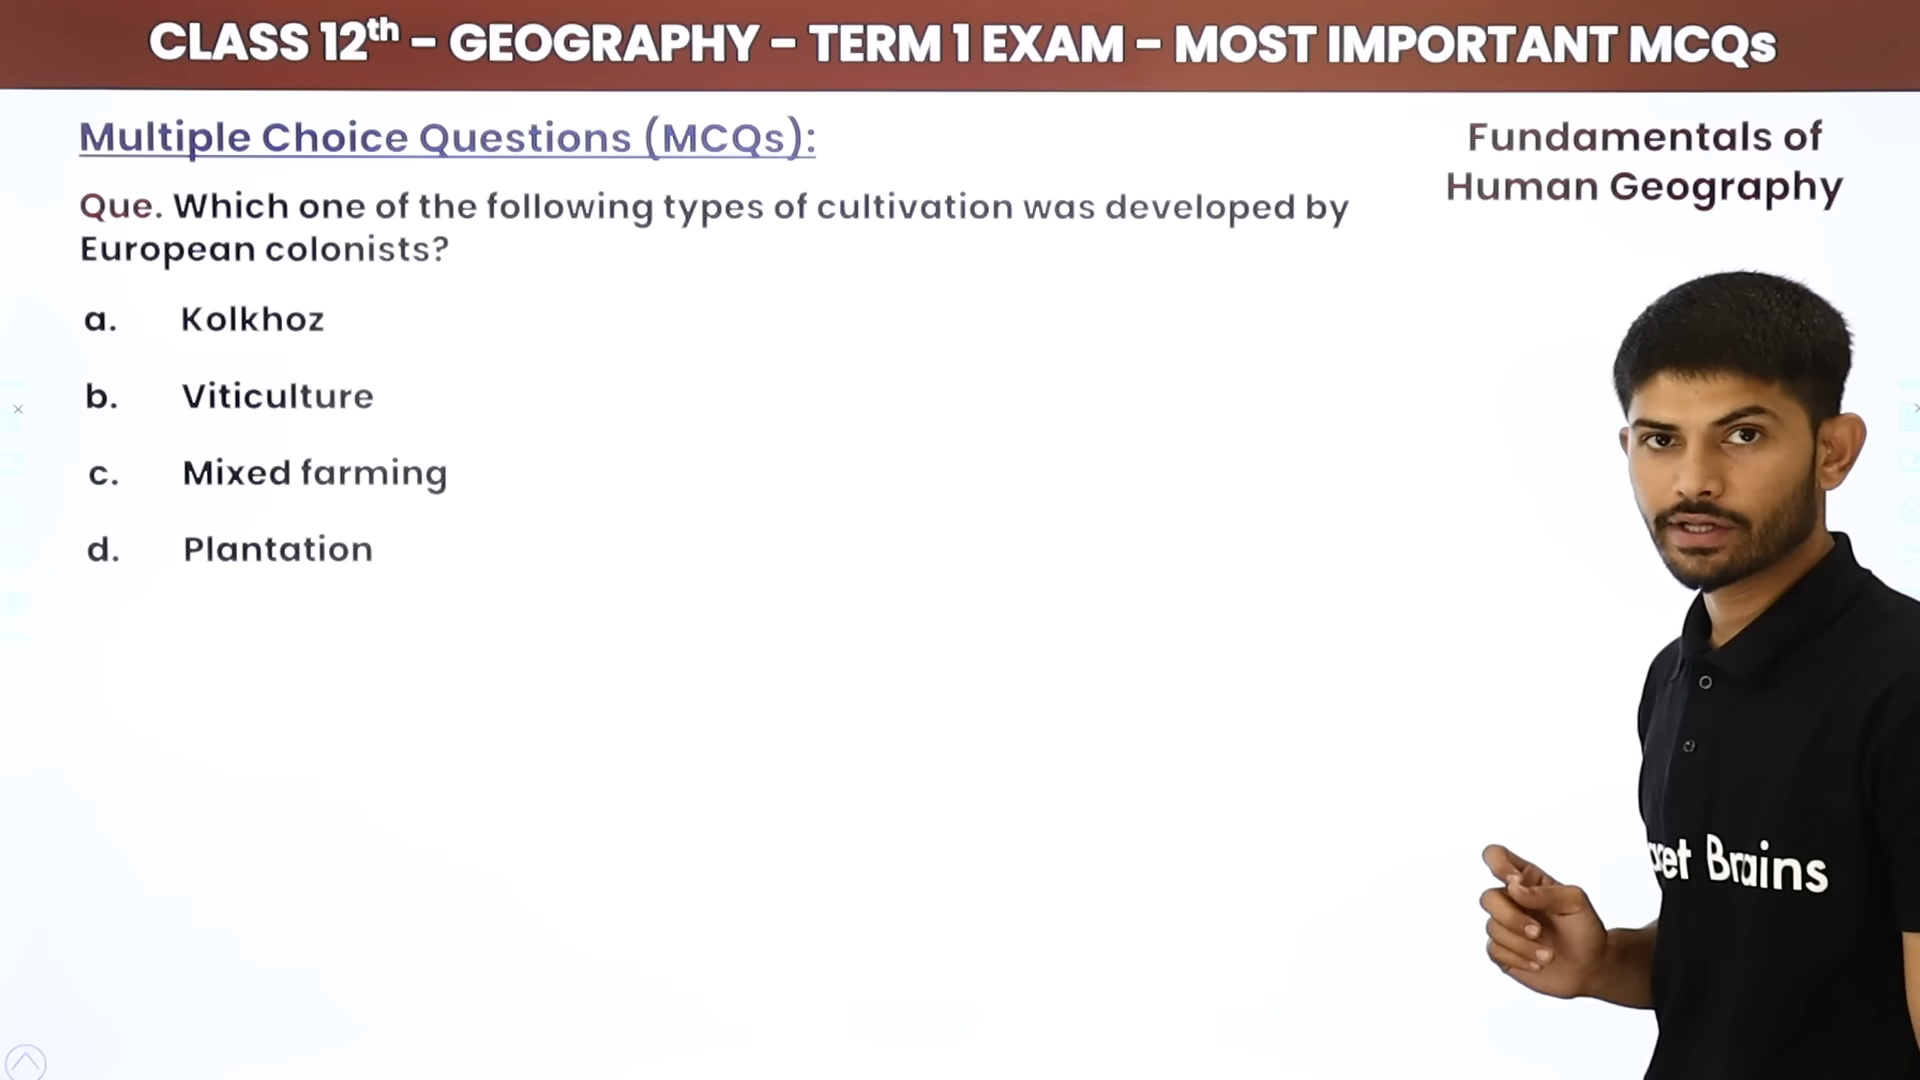 CLASS 12th - GEOGRAPHY - TERM 1 EXAM - MOST IMPORTANT MCQs
Multiple Choice Questions (MCQs):
Fundamentals of
Human Geography
Que. Which one of the following types of cultivation was developed by
European colonists?
a. Kolkhoz
b. Viticulture
c. Mixed farming
d. Plantation
Brains